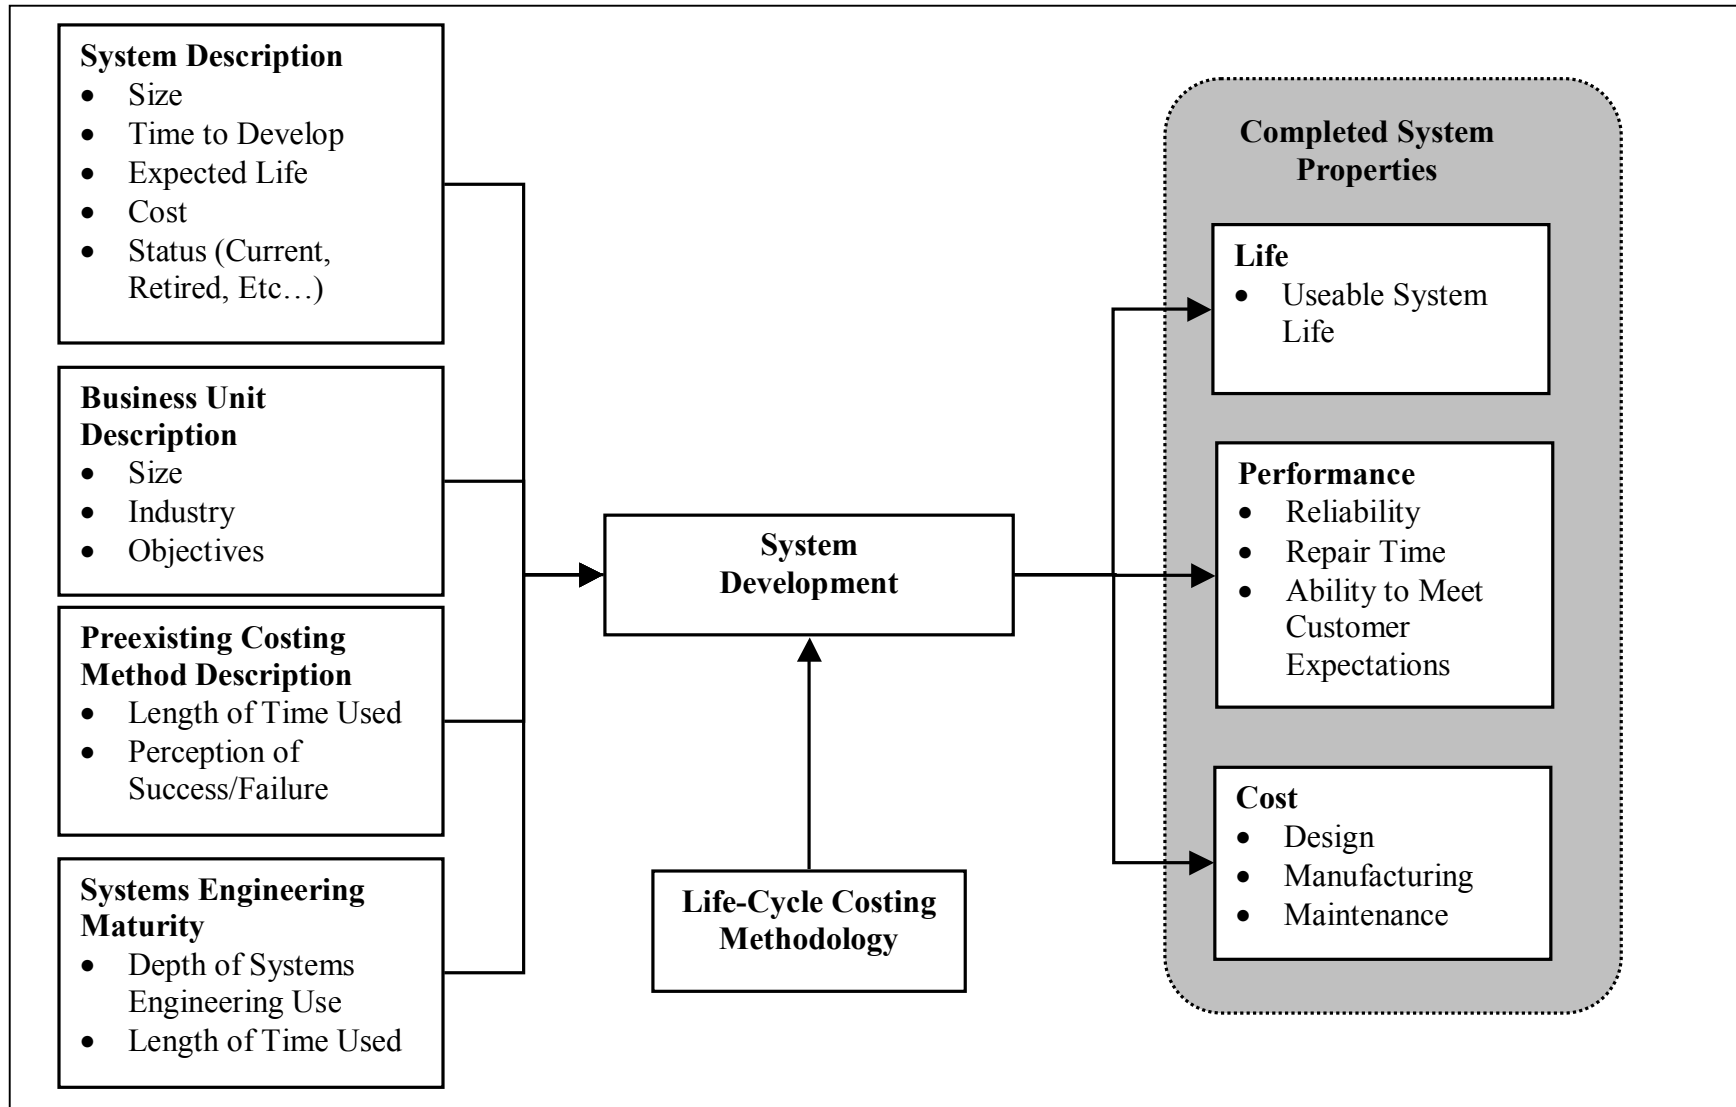 System Description
• Size
• Time to Develop
• Expected Life
• Cost
• Status (Current,
Retired, Etc…)
Business Unit
Description
• Size
• Industry
• Objectives
Preexisting Costing
Method Description
• Length of Time Used
• Perception of
Success/Failure
Systems Engineering
Maturity
• Depth of Systems
Engineering Use
• Length of Time Used
System
Development
Life-Cycle Costing
Methodology
Completed System
Properties
Life
• Useable System
Life
Performance
• Reliability
• Repair Time
• Ability to Meet
Customer
Expectations
Cost
• Design
• Manufacturing
• Maintenance